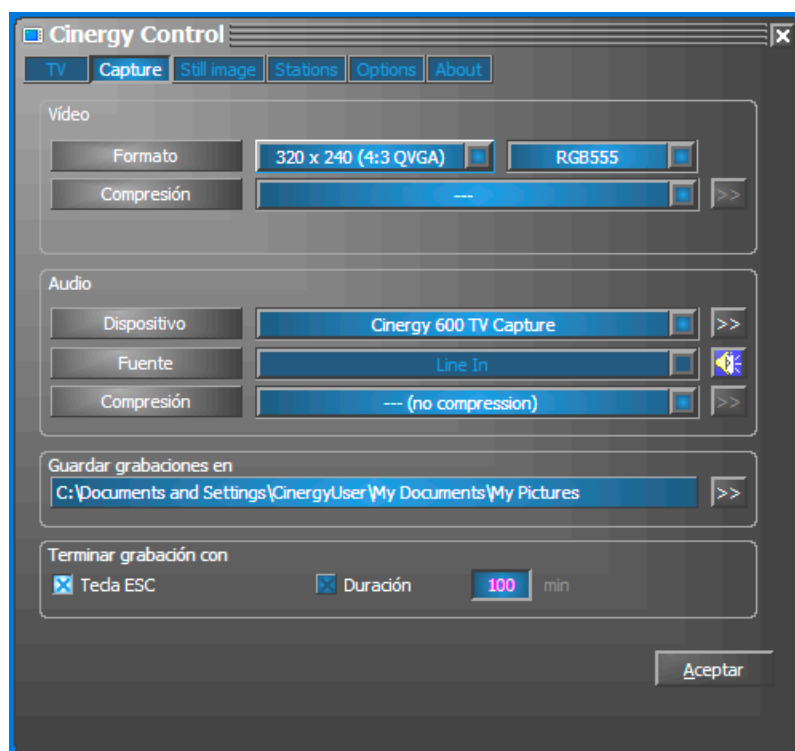 Cinergy Control
TV Capture Still image Stations Options About
Vídeo
Formato 320 x 240 (4:3 QVGA) RGB555
Compresión --- >>
Audio
Dispositivo Cinergy 600 TV Capture >>
Fuente Line In
Compresión --- (no compression) >>
Guardar grabaciones en
C:\Documents and Settings\CinergyUser\My Documents\My Pictures >>
Terminar grabación con
Tecla ESC Duración 100 min
Aceptar